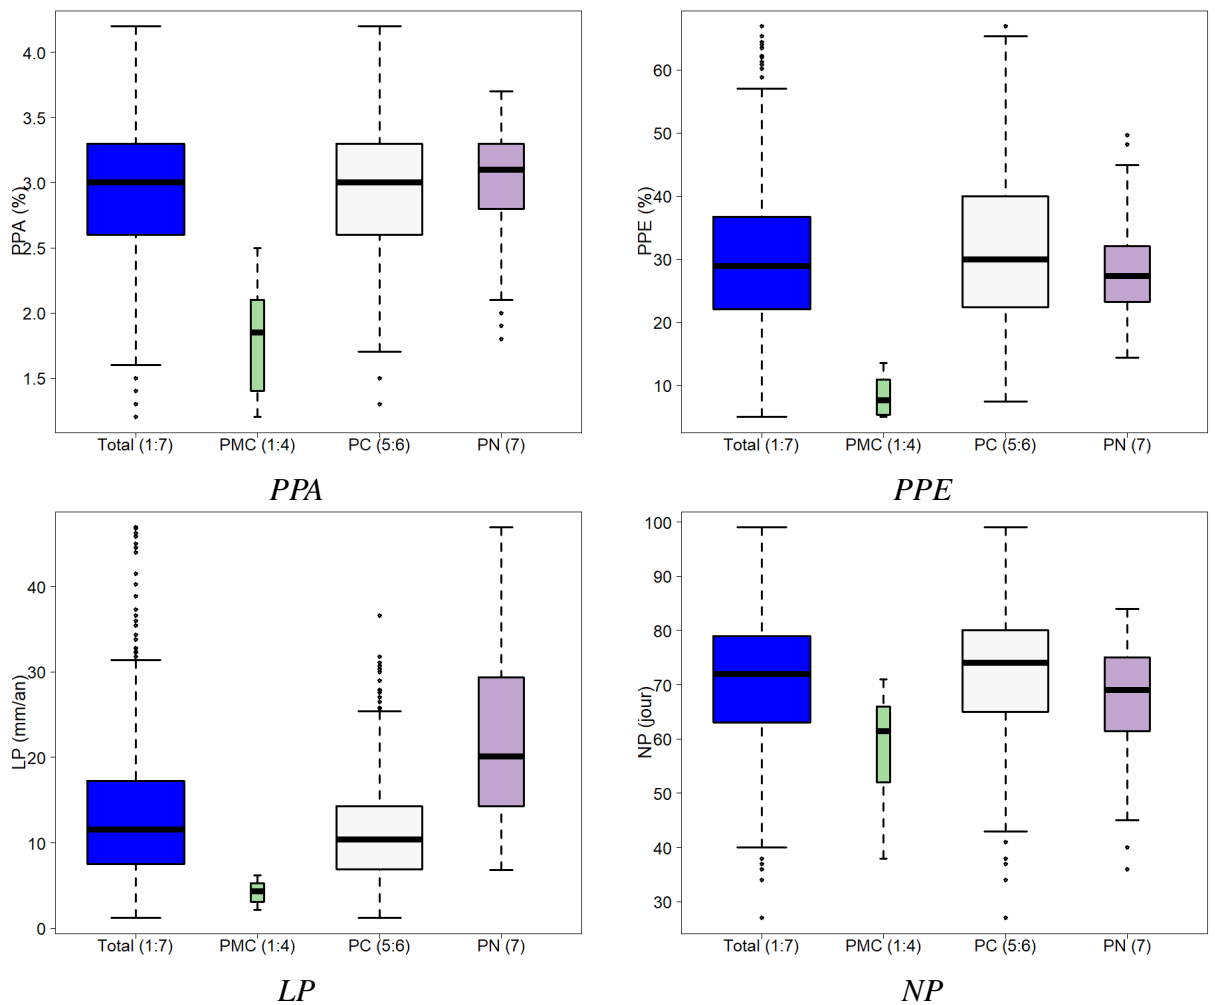 4.0
3.5
3.0
2.5
2.0
1.5
PPA (%)
Total (1:7) PMC (1:4) PC (5:6) PN (7)
PPA
60
50
40
30
20
10
PPE (%)
Total (1:7) PMC (1:4) PC (5:6) PN (7)
PPE
40
30
20
10
0
LP (mm/an)
Total (1:7) PMC (1:4) PC (5:6) PN (7)
LP
100
90
80
70
60
50
40
30
NP (jour)
Total (1:7) PMC (1:4) PC (5:6) PN (7)
NP